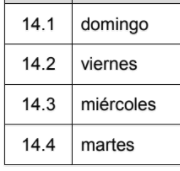 14.1 domingo
14.2 viernes
14.3 miércoles
14.4 martes